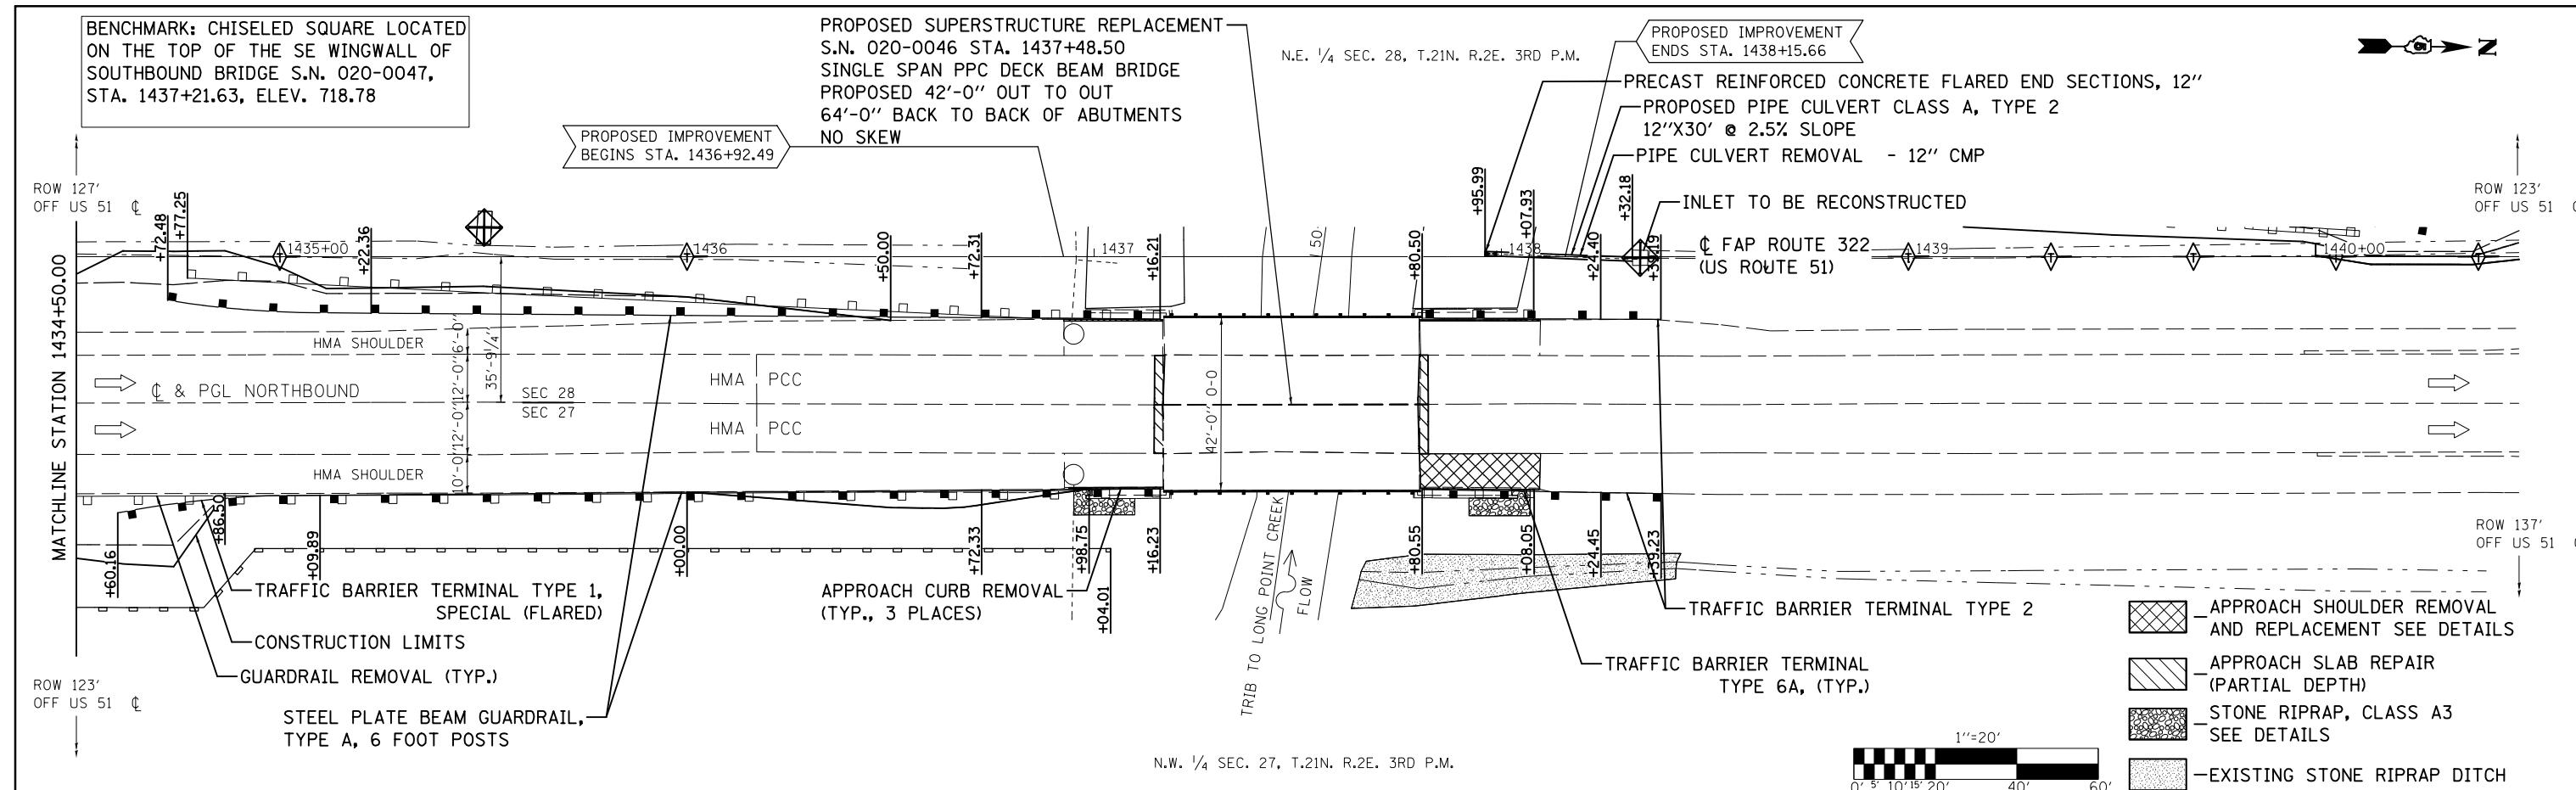 BENCHMARK: CHISELED SQUARE LOCATED
ON THE TOP OF THE SE WINGWALL OF
SOUTHBOUND BRIDGE S.N. 020-0047,
STA. 1437+21.63, ELEV. 718.78
PROPOSED SUPERSTRUCTURE REPLACEMENT
S.N. 020-0046 STA. 1437+48.50
SINGLE SPAN PPC DECK BEAM BRIDGE
PROPOSED 42'-0" OUT TO OUT
64'-0" BACK TO BACK OF ABUTMENTS
NO SKEW
N.E. 1/4 SEC. 28, T.21N. R.2E. 3RD P.M.
PROPOSED IMPROVEMENT
ENDS STA. 1438+15.66
N
PRECAST REINFORCED CONCRETE FLARED END SECTIONS, 12"
PROPOSED PIPE CULVERT CLASS A, TYPE 2
12"X30' @ 2.5% SLOPE
PIPE CULVERT REMOVAL - 12" CMP
INLET TO BE RECONSTRUCTED
PROPOSED IMPROVEMENT
BEGINS STA. 1436+92.49
ROW 127'
OFF US 51 ℄
ROW 123'
OFF US 51
+72.48
+77.25
+22.36
+50.00
+72.31
+16.21
+80.50
+95.99
+07.93
+24.40
+32.18
+39.19
1435+00
1436
1437
50
1438
℄ FAP ROUTE 322
(US ROUTE 51)
1439
1440+00
MATCHLINE STATION 1434+50.00
HMA SHOULDER
6'-0"
12'-0"
12'-0"
10'-0"
35'-9 1/4"
℄ & PGL NORTHBOUND
SEC 28
SEC 27
HMA
PCC
HMA
PCC
42'-0" O-O
HMA SHOULDER
+60.16
+86.50
+09.89
+00.00
+72.33
+98.75
+04.01
+16.23
+80.55
+08.05
+24.45
+39.23
ROW 137'
OFF US 51
TRAFFIC BARRIER TERMINAL TYPE 1,
SPECIAL (FLARED)
CONSTRUCTION LIMITS
GUARDRAIL REMOVAL (TYP.)
STEEL PLATE BEAM GUARDRAIL,
TYPE A, 6 FOOT POSTS
APPROACH CURB REMOVAL
(TYP., 3 PLACES)
TRIB TO LONG POINT CREEK
FLOW
TRAFFIC BARRIER TERMINAL TYPE 2
TRAFFIC BARRIER TERMINAL
TYPE 6A, (TYP.)
ROW 123'
OFF US 51 ℄
N.W. 1/4 SEC. 27, T.21N. R.2E. 3RD P.M.
APPROACH SHOULDER REMOVAL
AND REPLACEMENT SEE DETAILS
APPROACH SLAB REPAIR
(PARTIAL DEPTH)
STONE RIPRAP, CLASS A3
SEE DETAILS
EXISTING STONE RIPRAP DITCH
1"=20'
0' 5' 10' 15' 20' 40' 60'